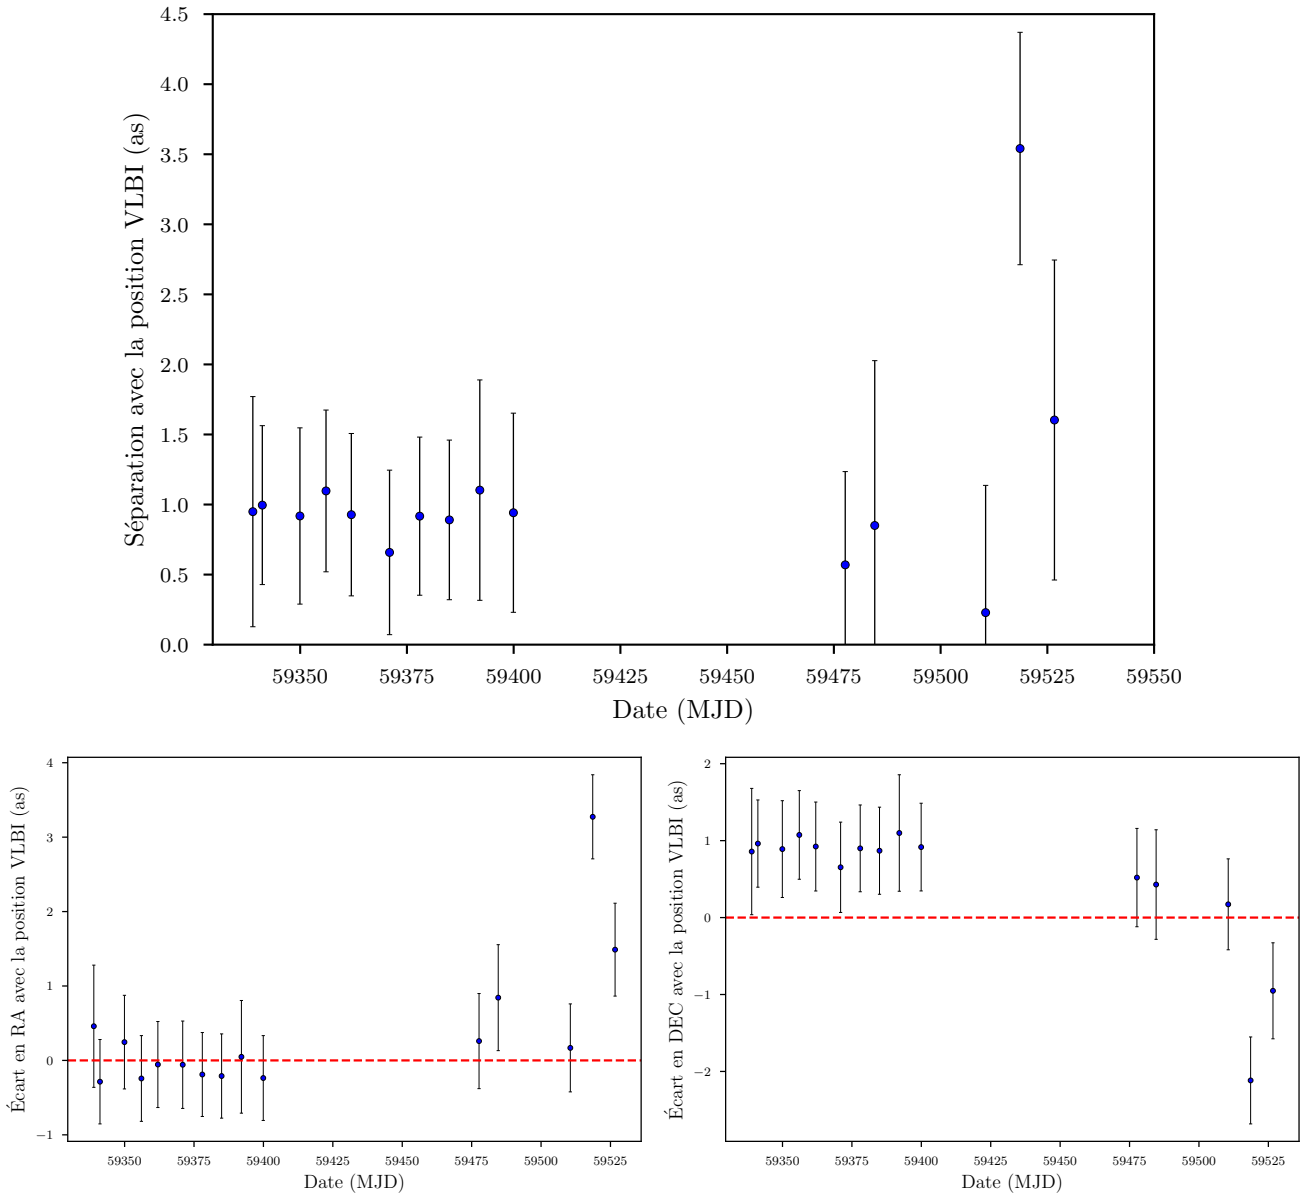 4.5
4.0
3.5
3.0
2.5
2.0
1.5
1.0
0.5
0.0
Séparation avec la position VLBI (as)
59350 59375 59400 59425 59450 59475 59500 59525 59550
Date (MJD)
4
3
2
1
0
−1
Écart en RA avec la position VLBI (as)
59350 59375 59400 59425 59450 59475 59500 59525
Date (MJD)
2
1
0
−1
−2
Écart en DEC avec la position VLBI (as)
59350 59375 59400 59425 59450 59475 59500 59525
Date (MJD)